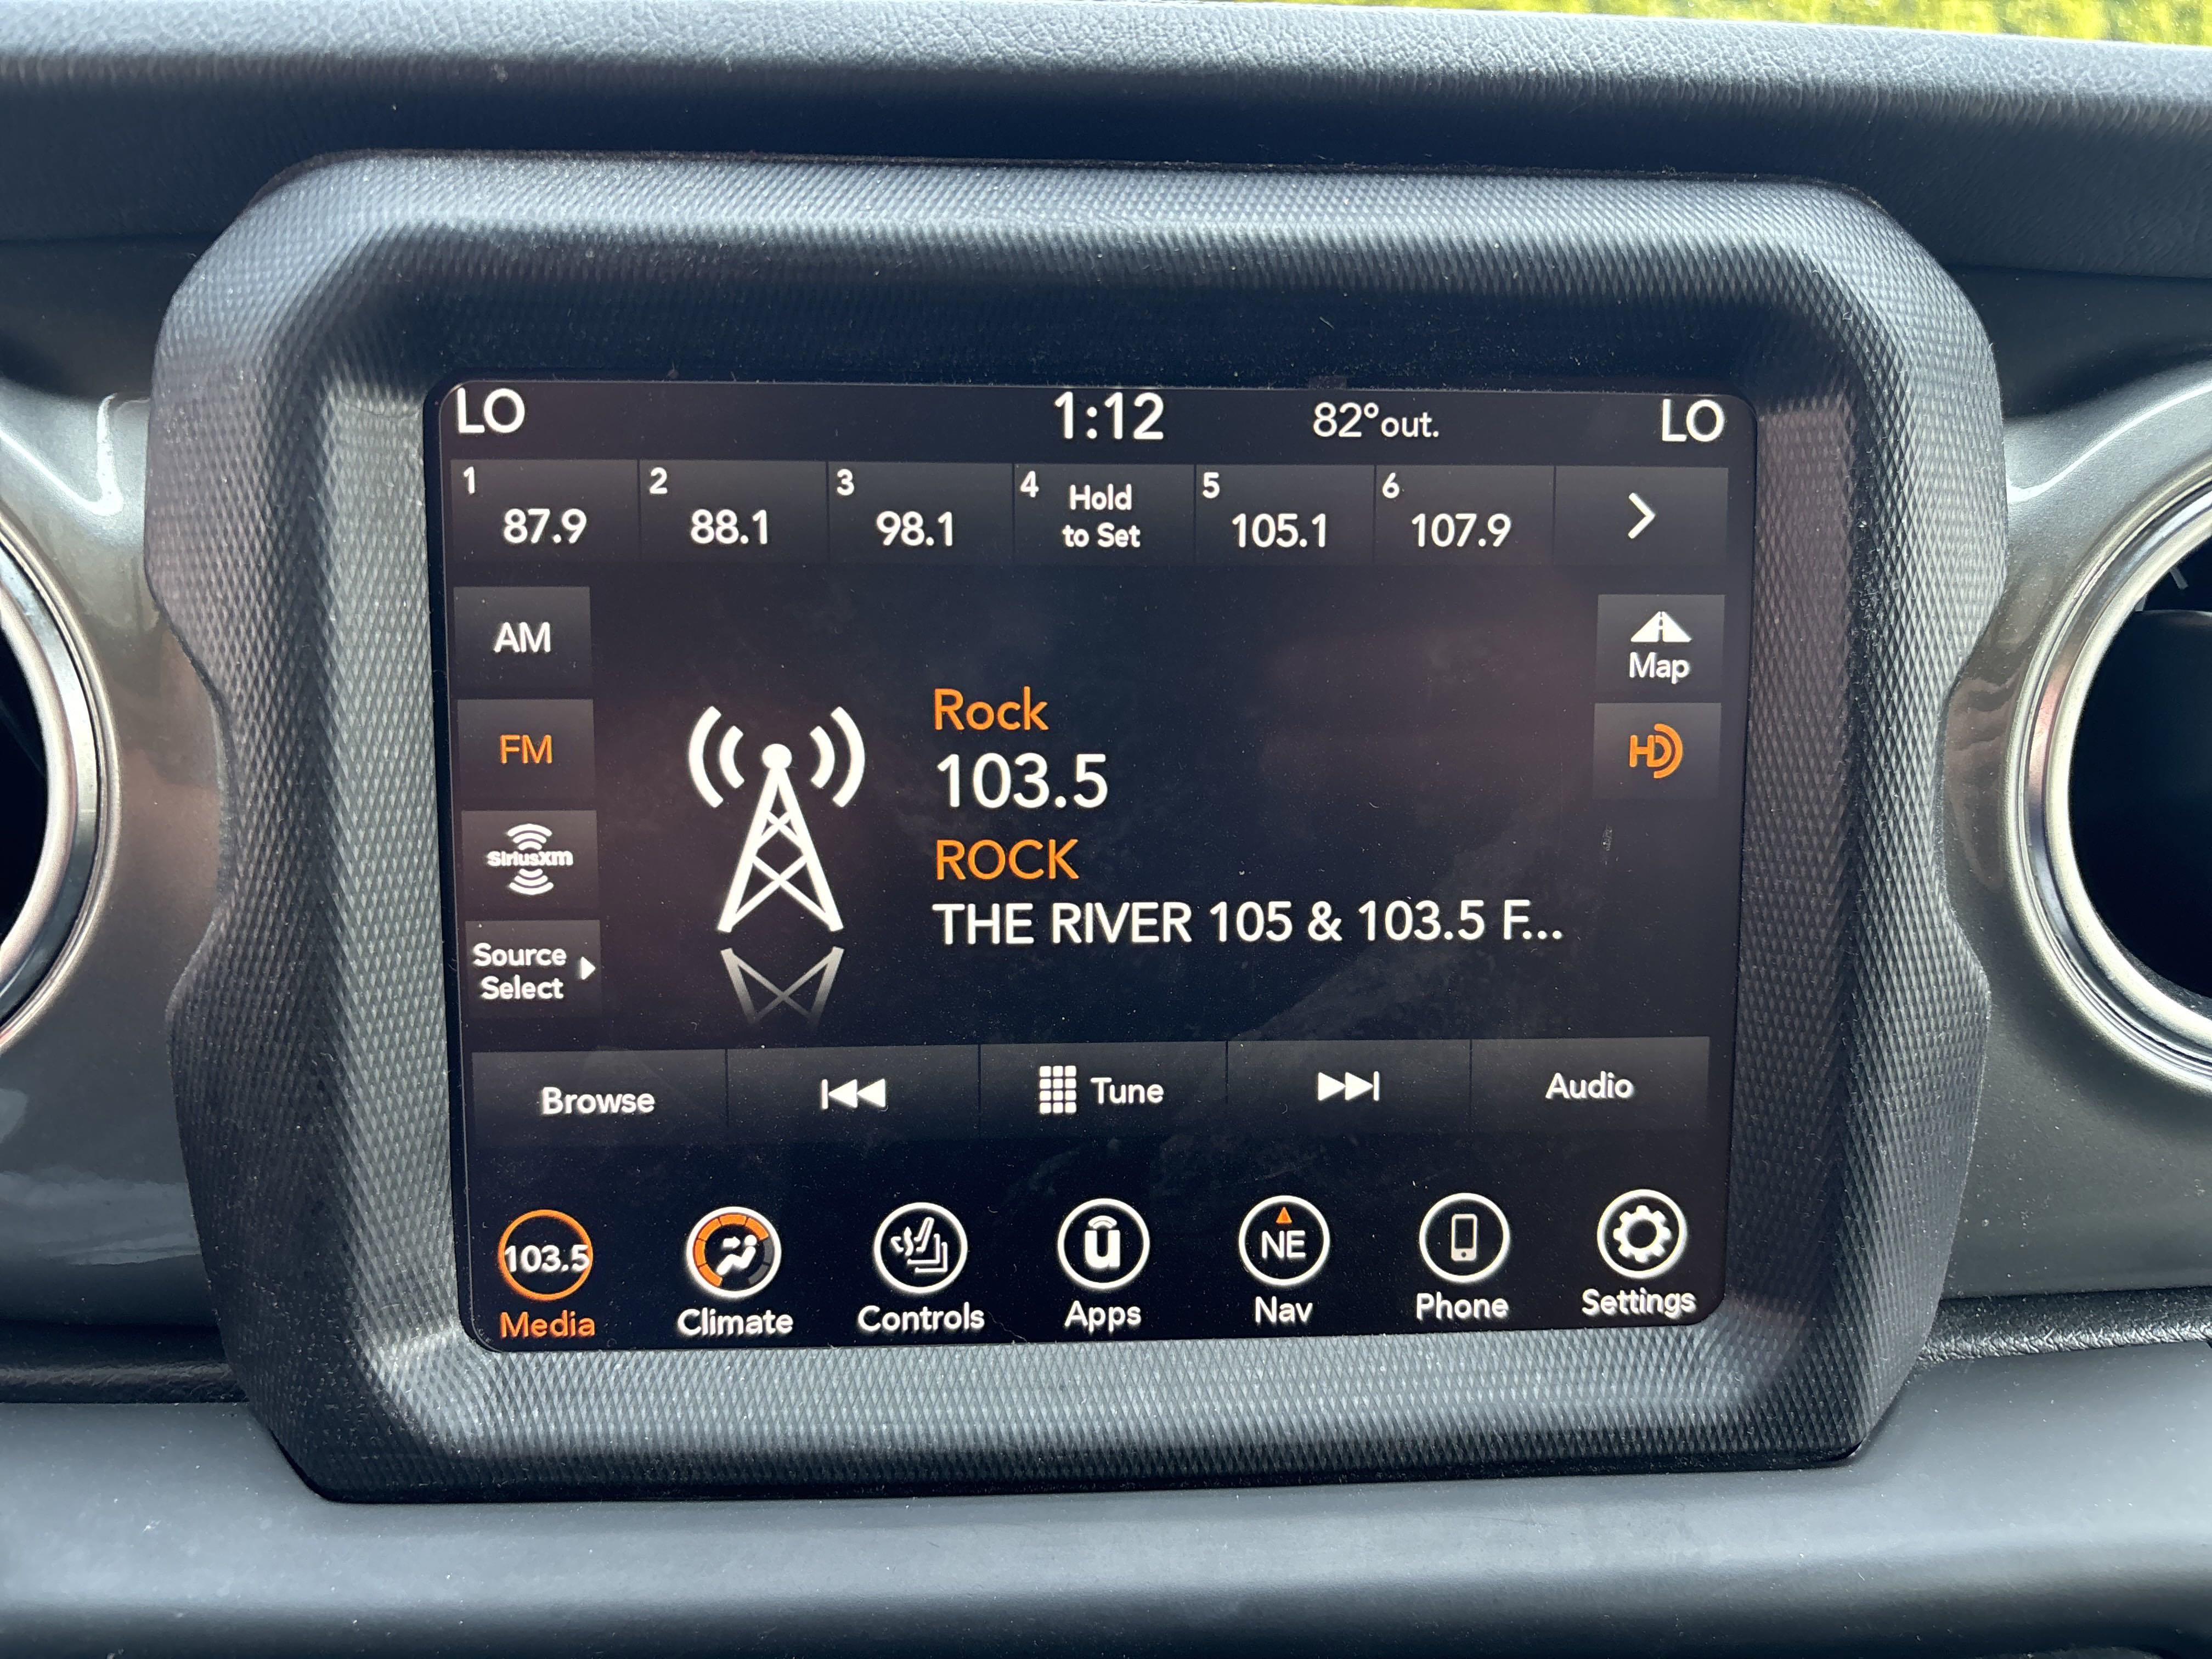 LO 1:12 82°out. LO
1 2 3 4 Hold 5 6
87.9 88.1 98.1 to Set 105.1 107.9
AM
Map
Rock
FM
HD
103.5
SiriusXm
ROCK
THE RIVER 105 & 103.5 F...
Source
Select
Browse Tune Audio
103.5 NE
Media Climate Controls Apps Nav Phone Settings